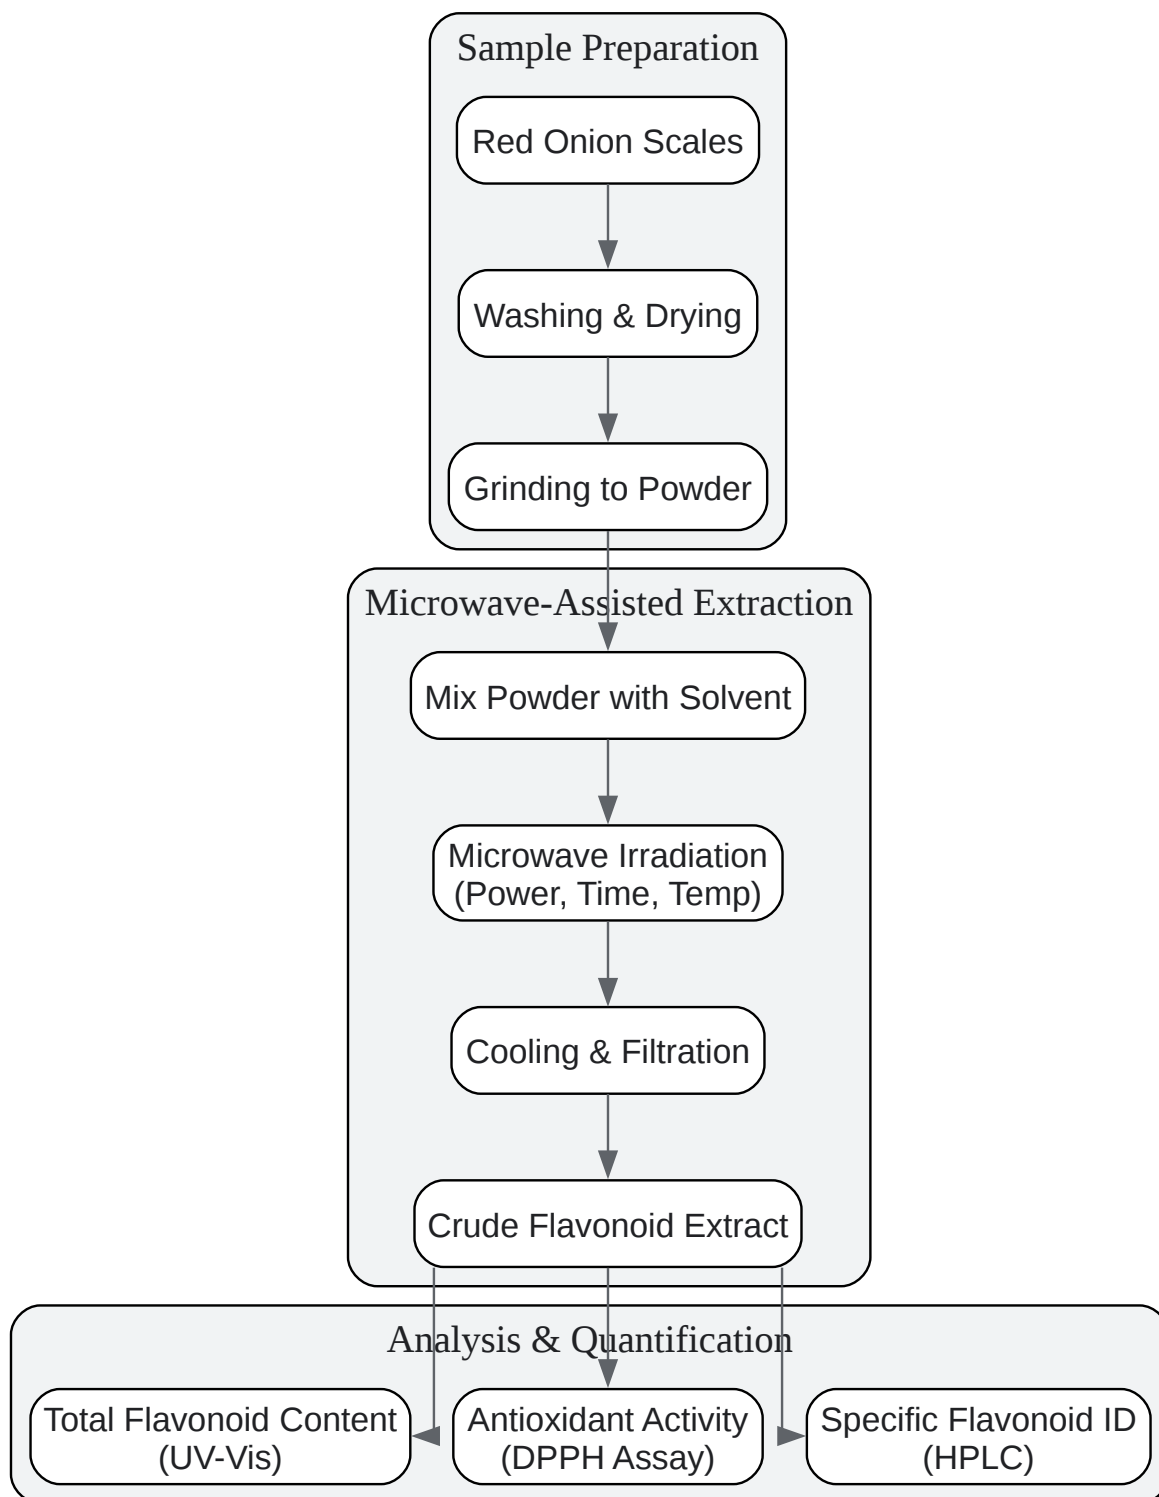 Sample Preparation
Red Onion Scales
Washing & Drying
Grinding to Powder
Microwave-Assisted Extraction
Mix Powder with Solvent
Microwave Irradiation
(Power, Time, Temp)
Cooling & Filtration
Crude Flavonoid Extract
Analysis & Quantification
Total Flavonoid Content
(UV-Vis)
Antioxidant Activity
(DPPH Assay)
Specific Flavonoid ID
(HPLC)